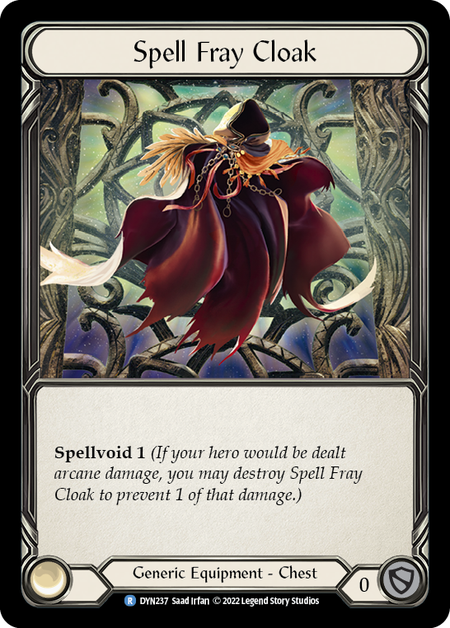 Spell Fray Cloak
Spellvoid 1 (If your hero would be dealt
arcane damage, you may destroy Spell Fray
Cloak to prevent 1 of that damage.)
Generic Equipment - Chest
0
R DYN237 Saad Irfan © 2022 Legend Story Studios